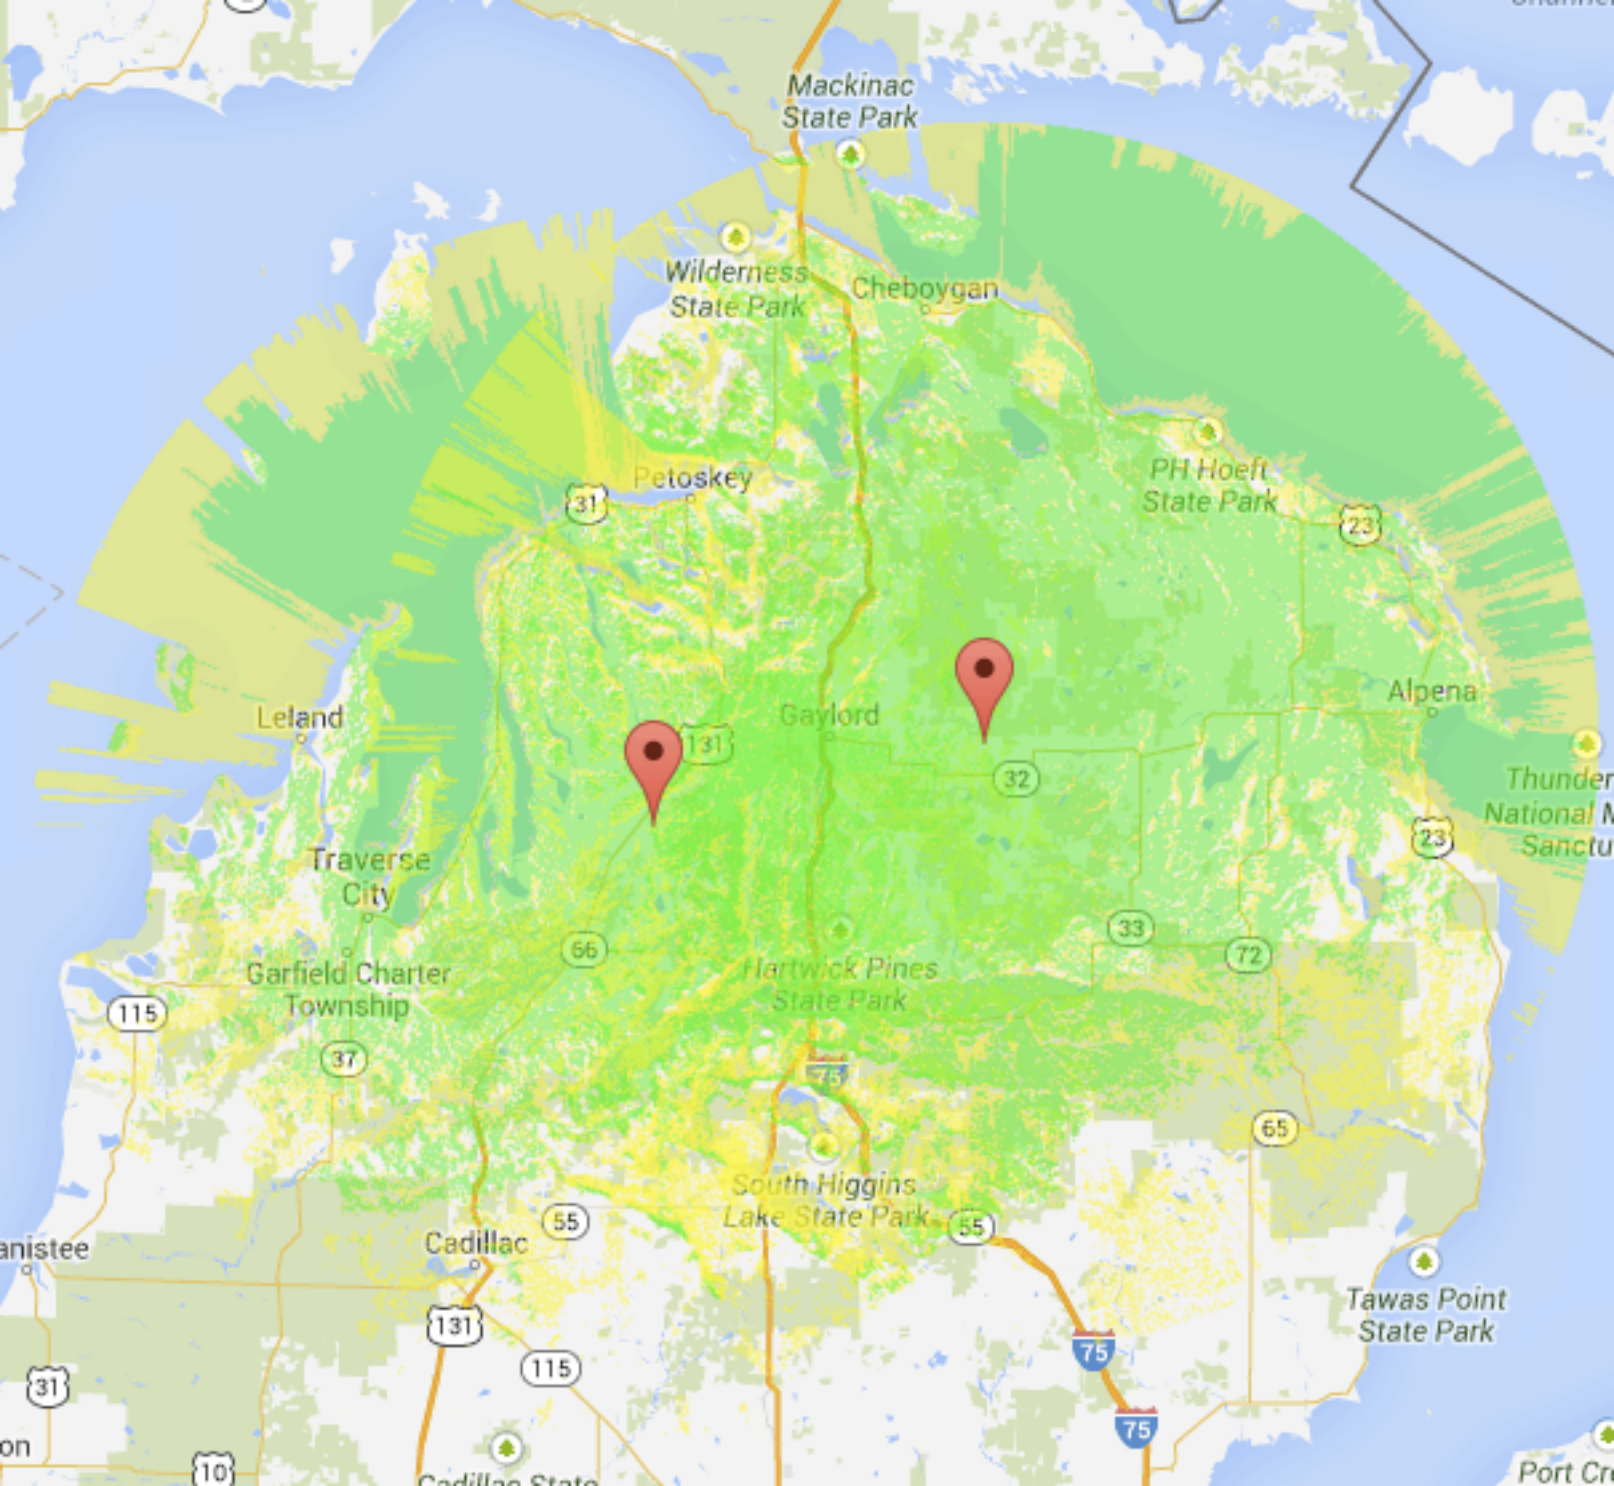 Mackinac
State Park
Wilderness
State Park
Cheboygan
Petoskey
31
PH Hoeft
State Park
23
Alpena
Leland
Gaylord
131
32
Thunder
National M
Sanctu
23
Traverse
City
66
33
72
Hartwick Pines
State Park
Garfield Charter
Township
115
37
75
65
South Higgins
Lake State Park
55
55
Cadillac
anistee
Tawas Point
State Park
131
75
115
31
75
on
10
Cadillac State
Port Cr